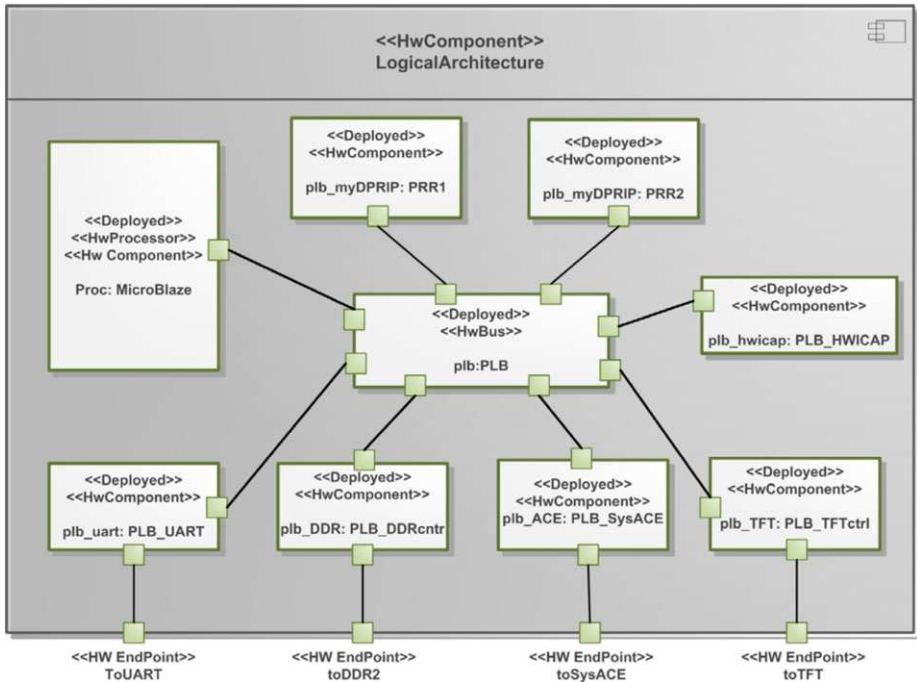 <<HwComponent>>
LogicalArchitecture
<<Deployed>>
<<HwComponent>>
plb_myDPRIP: PRR1
<<Deployed>>
<<HwComponent>>
plb_myDPRIP: PRR2
<<Deployed>>
<<HwProcessor>>
<<Hw Component>>
Proc: MicroBlaze
<<Deployed>>
<<HwBus>>
plb:PLB
<<Deployed>>
<<HwComponent>>
plb_hwicap: PLB_HWICAP
<<Deployed>>
<<HwComponent>>
plb_uart: PLB_UART
<<Deployed>>
<<HwComponent>>
plb_DDR: PLB_DDRcntr
<<Deployed>>
<<HwComponent>>
plb_ACE: PLB_SysACE
<<Deployed>>
<<HwComponent>>
plb_TFT: PLB_TFTctrl
<<HW EndPoint>>
ToUART
<<HW EndPoint>>
toDDR2
<<HW EndPoint>>
toSysACE
<<HW EndPoint>>
toTFT